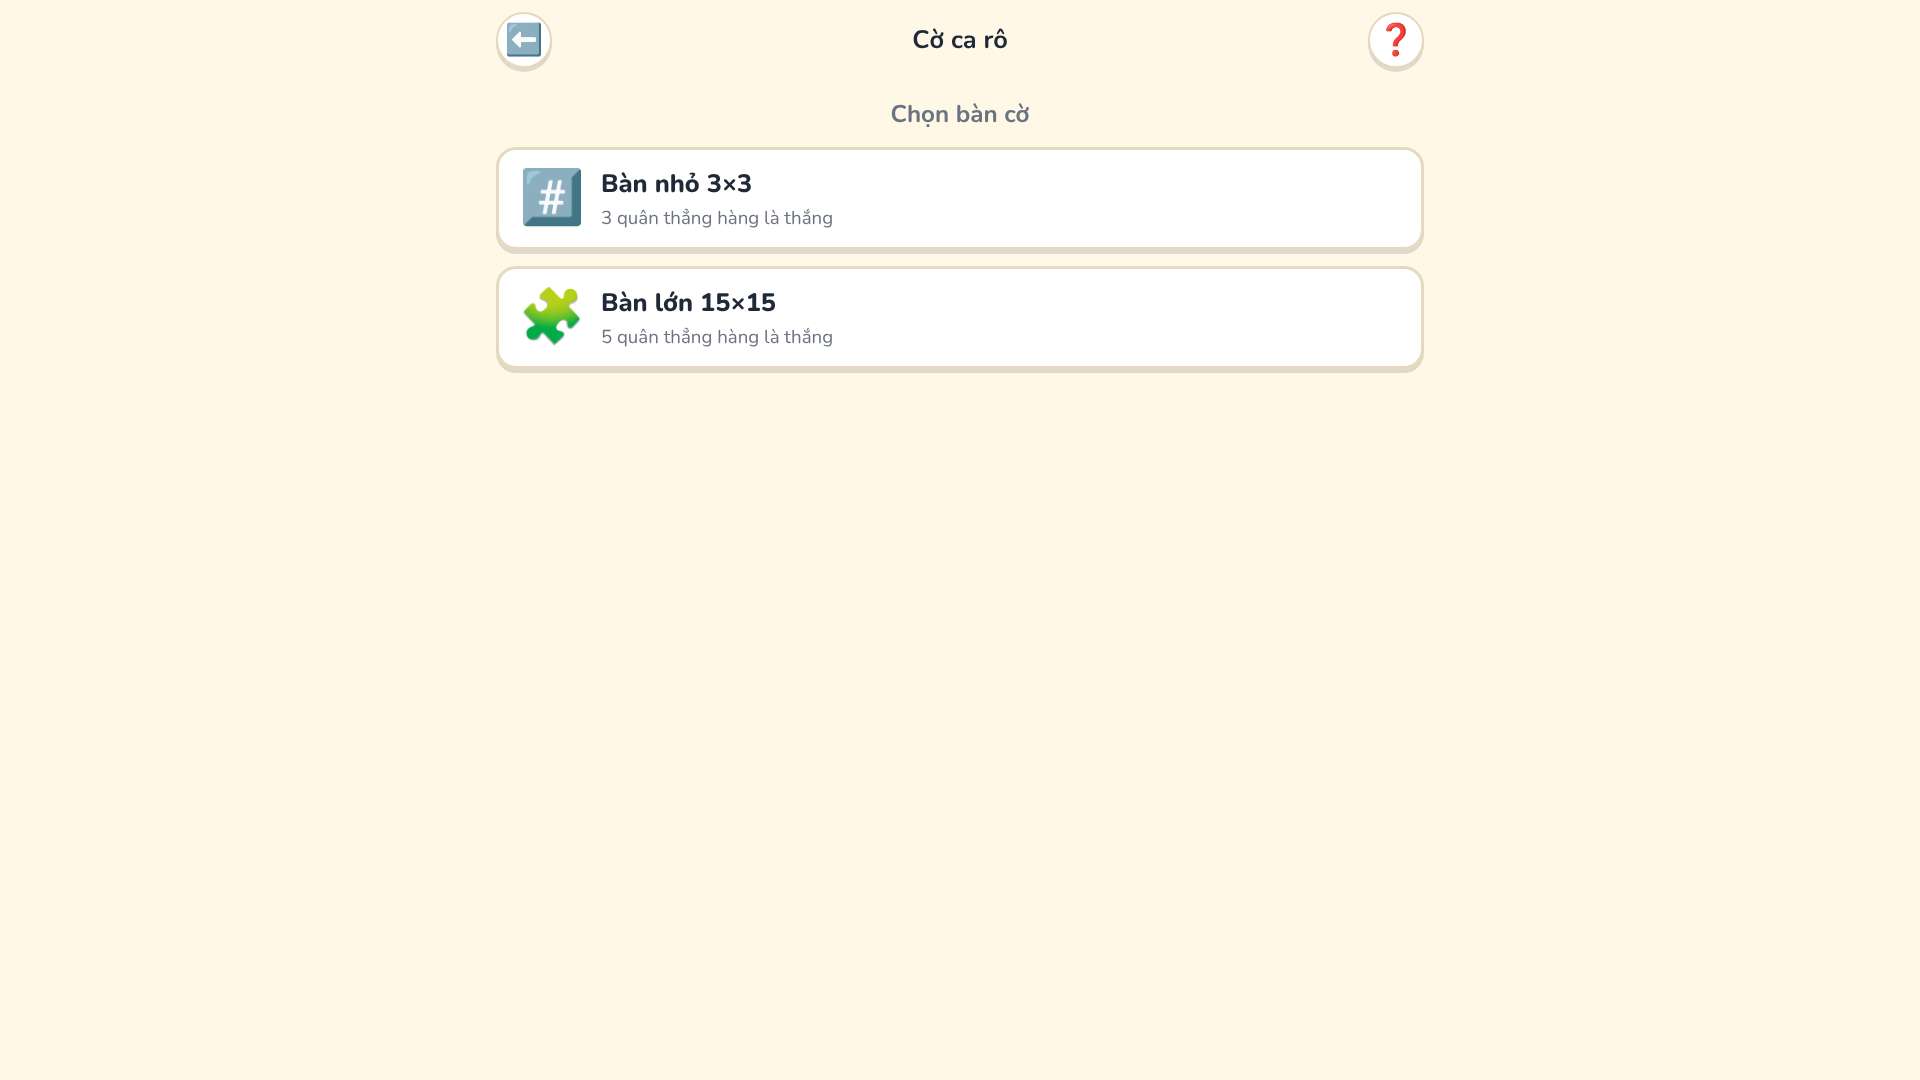 Cờ ca rô
Chọn bàn cờ
Bàn nhỏ 3×3
3 quân thẳng hàng là thắng
Bàn lớn 15×15
5 quân thẳng hàng là thắng